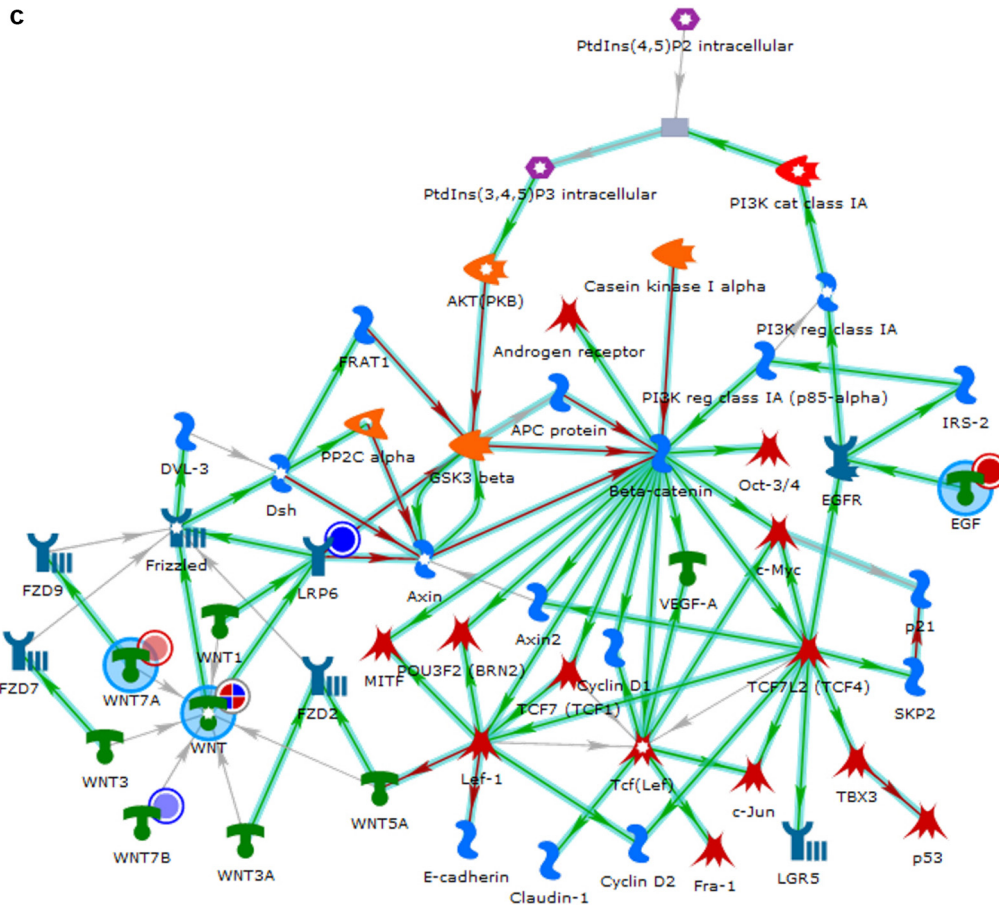 c
PtdIns(4,5)P2 intracellular
PtdIns(3,4,5)P3 intracellular
PI3K cat class IA
AKT(PKB)
Casein kinase I alpha
PI3K reg class IA
FRAT1
Androgen receptor
PI3K reg class IA (p85-alpha)
IRS-2
APC protein
PP2C alpha
DVL-3
GSK3 beta
Beta-catenin
Oct-3/4
EGFR
EGF
Dsh
Frizzled
FZD9
LRP6
Axin
c-Myc
VEGF-A
p21
Axin2
WNT1
MITF
POU3F2 (BRN2)
Cyclin D1
TCF7L2 (TCF4)
FZD7
WNT7A
FZD2
TCF7 (TCF1)
SKP2
WNT
WNT3
Lef-1
Tcf(Lef)
c-Jun
TBX3
WNT5A
WNT7B
WNT3A
E-cadherin
Claudin-1
Cyclin D2
Fra-1
LGR5
p53